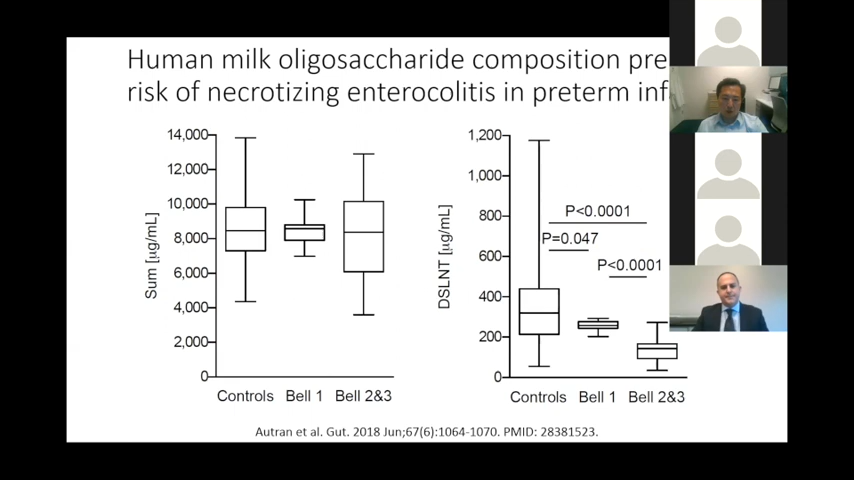 Human milk oligosaccharide composition pre
risk of necrotizing enterocolitis in preterm inf
14,000
12,000
10,000
8,000
6,000
4,000
2,000
0
Sum [µg/mL]
Controls Bell 1 Bell 2&3
1,200
1,000
800
600
400
200
0
DSLNT [µg/mL]
P<0.0001
P=0.047
P<0.0001
Controls Bell 1 Bell 2&3
Autran et al. Gut. 2018 Jun;67(6):1064-1070. PMID: 28381523.